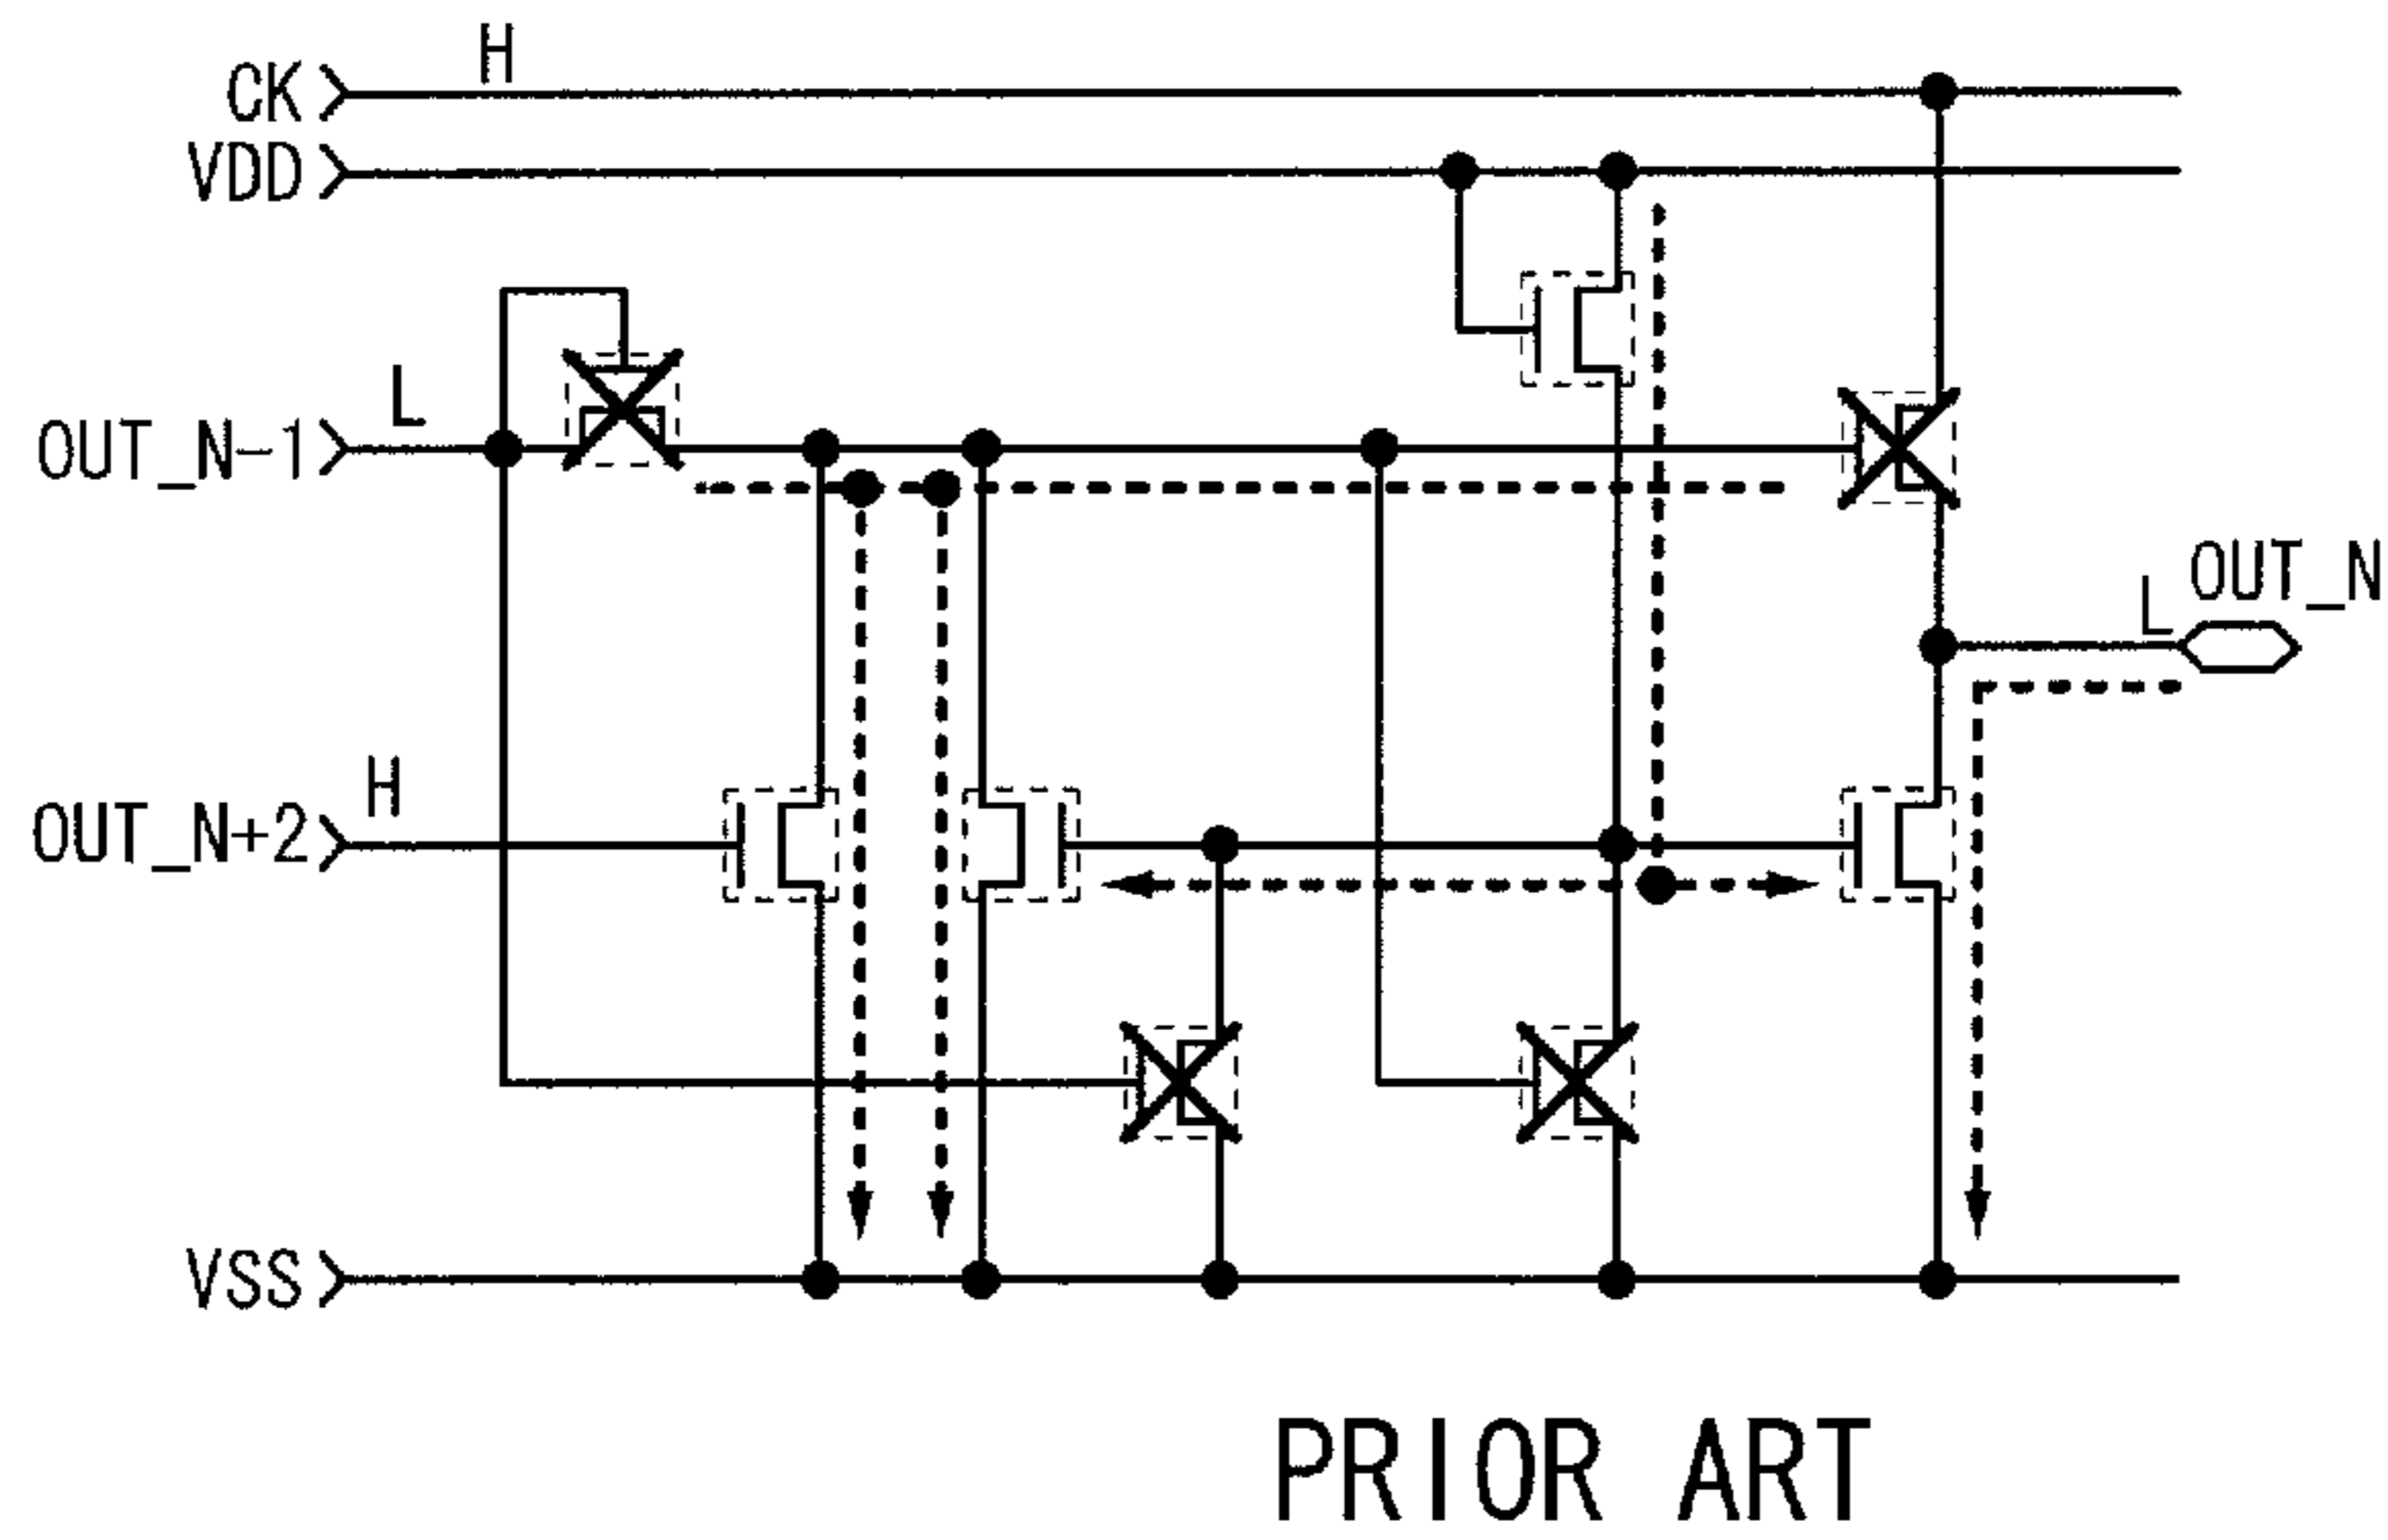 H
CK
VDD
L
OUT_N-1
OUT_N
L
H
OUT_N+2
VSS
PRIOR ART